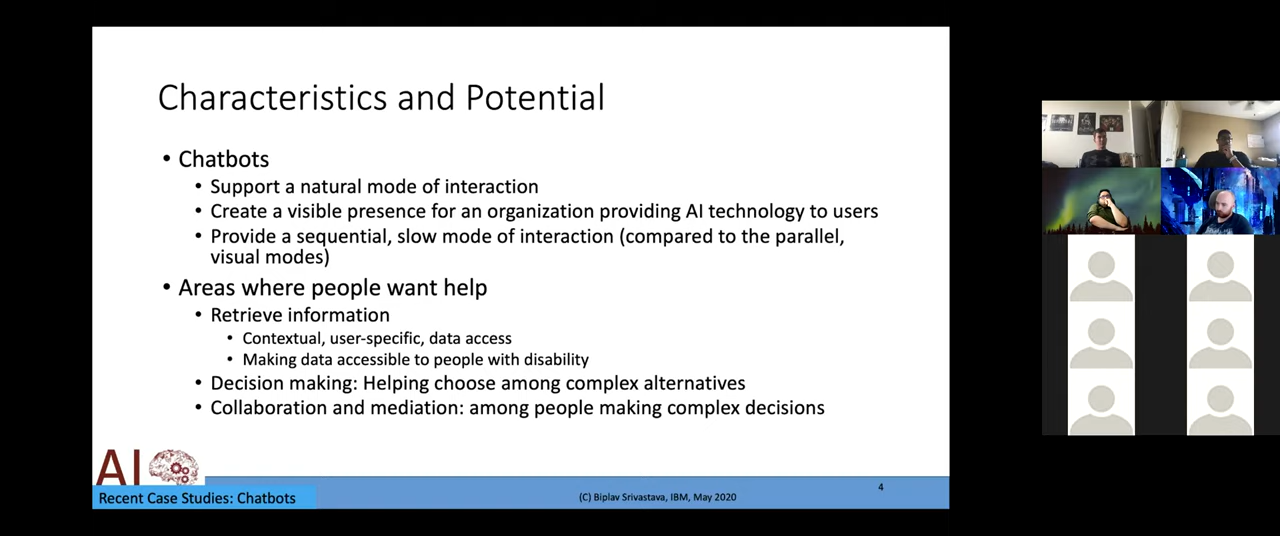 Characteristics and Potential
• Chatbots
• Support a natural mode of interaction
• Create a visible presence for an organization providing AI technology to users
• Provide a sequential, slow mode of interaction (compared to the parallel,
visual modes)
• Areas where people want help
• Retrieve information
• Contextual, user-specific, data access
• Making data accessible to people with disability
• Decision making: Helping choose among complex alternatives
• Collaboration and mediation: among people making complex decisions
AI
Recent Case Studies: Chatbots
(C) Biplav Srivastava, IBM, May 2020
4